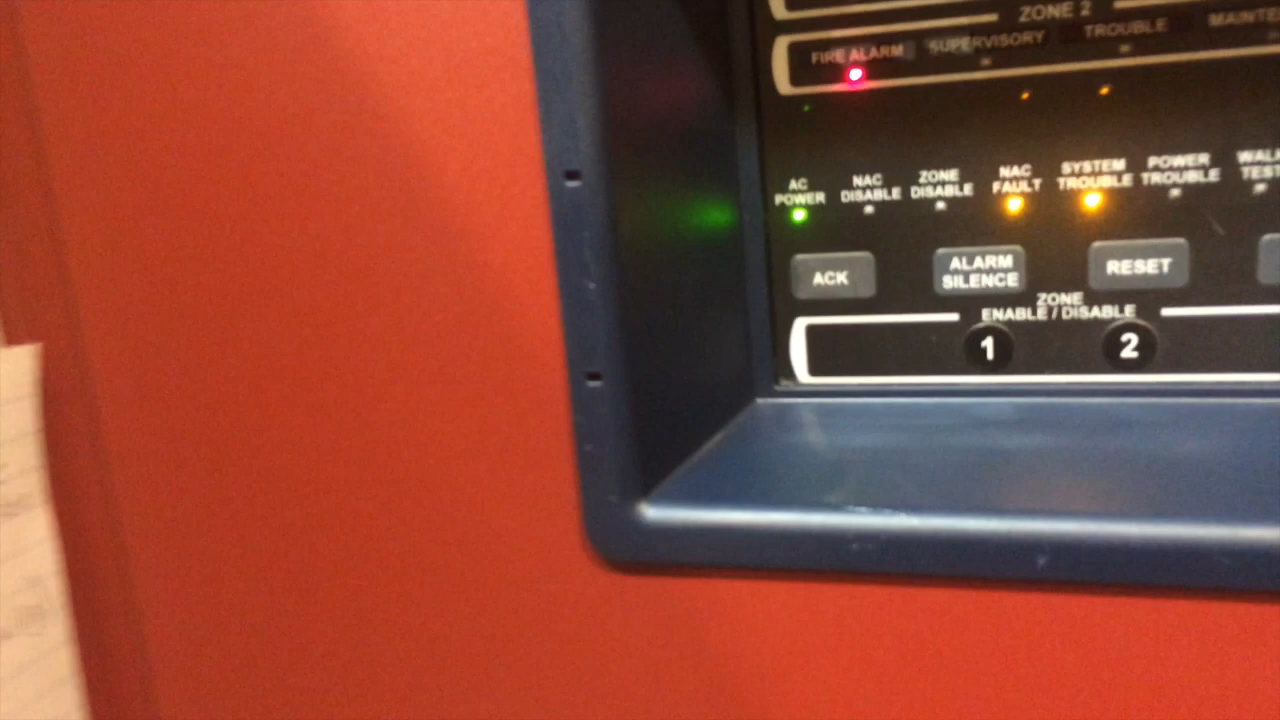 ZONE 2
FIRE ALARM SUPERVISORY TROUBLE MAINTE
AC POWER
NAC DISABLE
ZONE DISABLE
NAC FAULT
SYSTEM TROUBLE
POWER TROUBLE
WALK TEST
ACK
ALARM SILENCE
RESET
ZONE
ENABLE / DISABLE
1 2